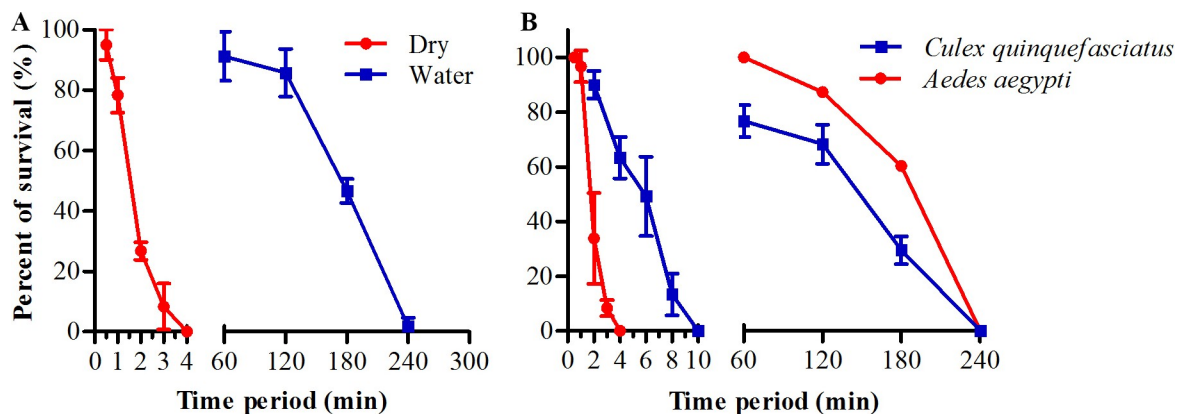 A
Percent of survival (%)
100
80
60
40
20
0
Dry
Water
0 1 2 3 4 60 120 180 240 300
Time period (min)
B
100
80
60
40
20
0
Culex quinquefasciatus
Aedes aegypti
0 2 4 6 8 10 60 120 180 240
Time period (min)